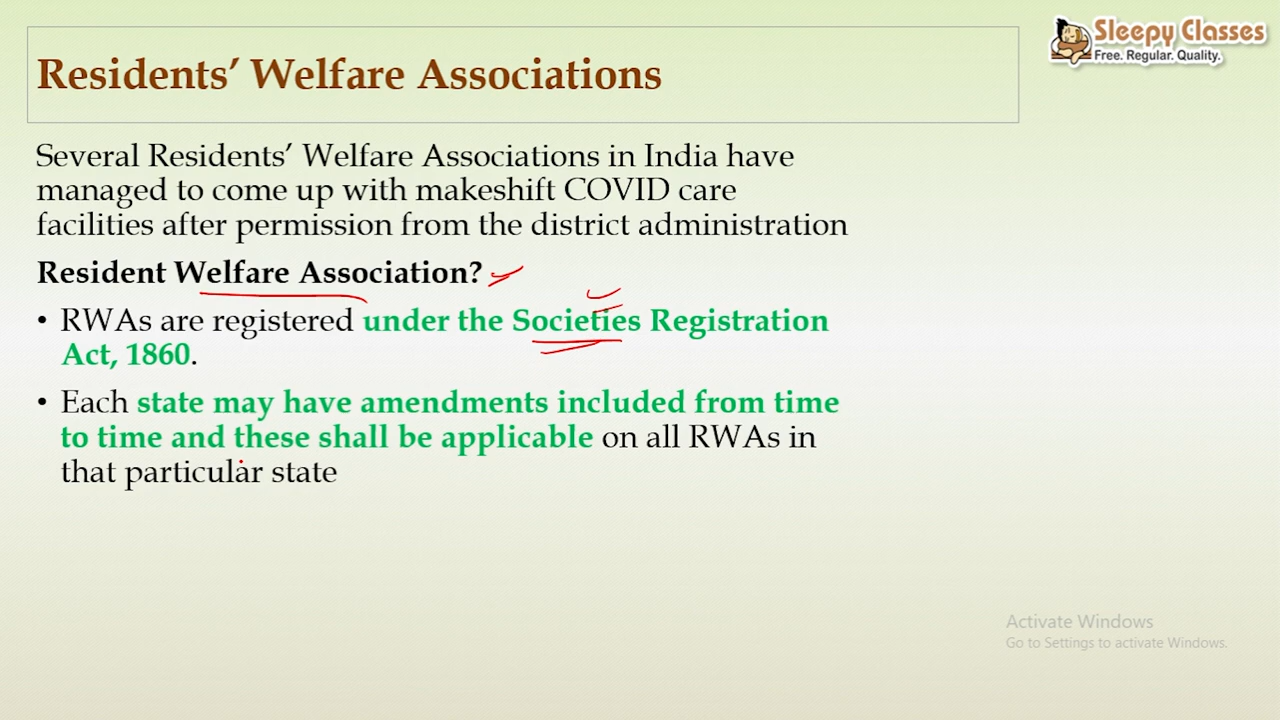 Sleepy Classes
Free. Regular. Quality.
Residents’ Welfare Associations
Several Residents’ Welfare Associations in India have
managed to come up with makeshift COVID care
facilities after permission from the district administration
Resident Welfare Association?
• RWAs are registered under the Societies Registration
Act, 1860.
• Each state may have amendments included from time
to time and these shall be applicable on all RWAs in
that particular state
Activate Windows
Go to Settings to activate Windows.